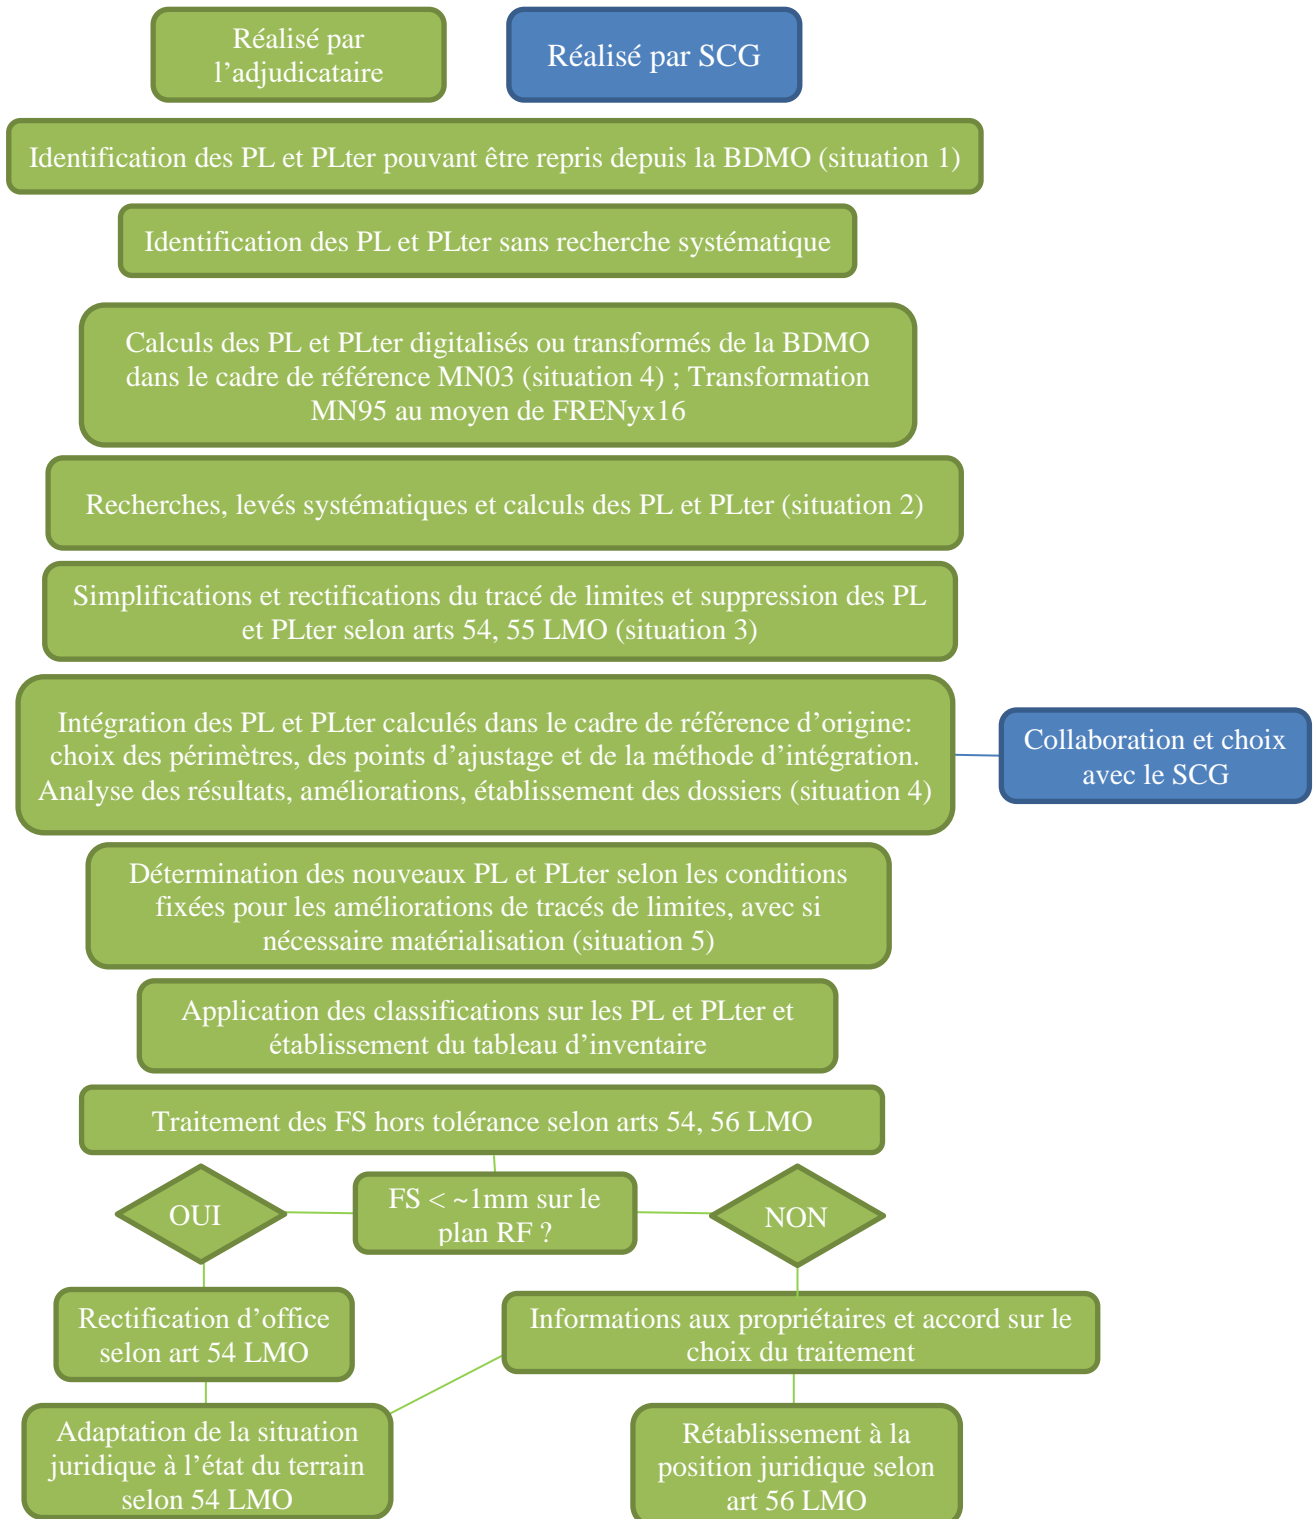 Réalisé par
l’adjudicataire
Réalisé par SCG
Identification des PL et PLter pouvant être repris depuis la BDMO (situation 1)
Identification des PL et PLter sans recherche systématique
Calculs des PL et PLter digitalisés ou transformés de la BDMO
dans le cadre de référence MN03 (situation 4) ; Transformation
MN95 au moyen de FRENyx16
Recherches, levés systématiques et calculs des PL et PLter (situation 2)
Simplifications et rectifications du tracé de limites et suppression des PL
et PLter selon arts 54, 55 LMO (situation 3)
Intégration des PL et PLter calculés dans le cadre de référence d’origine:
choix des périmètres, des points d’ajustage et de la méthode d’intégration.
Analyse des résultats, améliorations, établissement des dossiers (situation 4)
Collaboration et choix
avec le SCG
Détermination des nouveaux PL et PLter selon les conditions
fixées pour les améliorations de tracés de limites, avec si
nécessaire matérialisation (situation 5)
Application des classifications sur les PL et PLter et
établissement du tableau d’inventaire
Traitement des FS hors tolérance selon arts 54, 56 LMO
OUI
FS < ~1mm sur le
plan RF ?
NON
Rectification d’office
selon art 54 LMO
Informations aux propriétaires et accord sur le
choix du traitement
Adaptation de la situation
juridique à l’état du terrain
selon 54 LMO
Rétablissement à la
position juridique selon
art 56 LMO